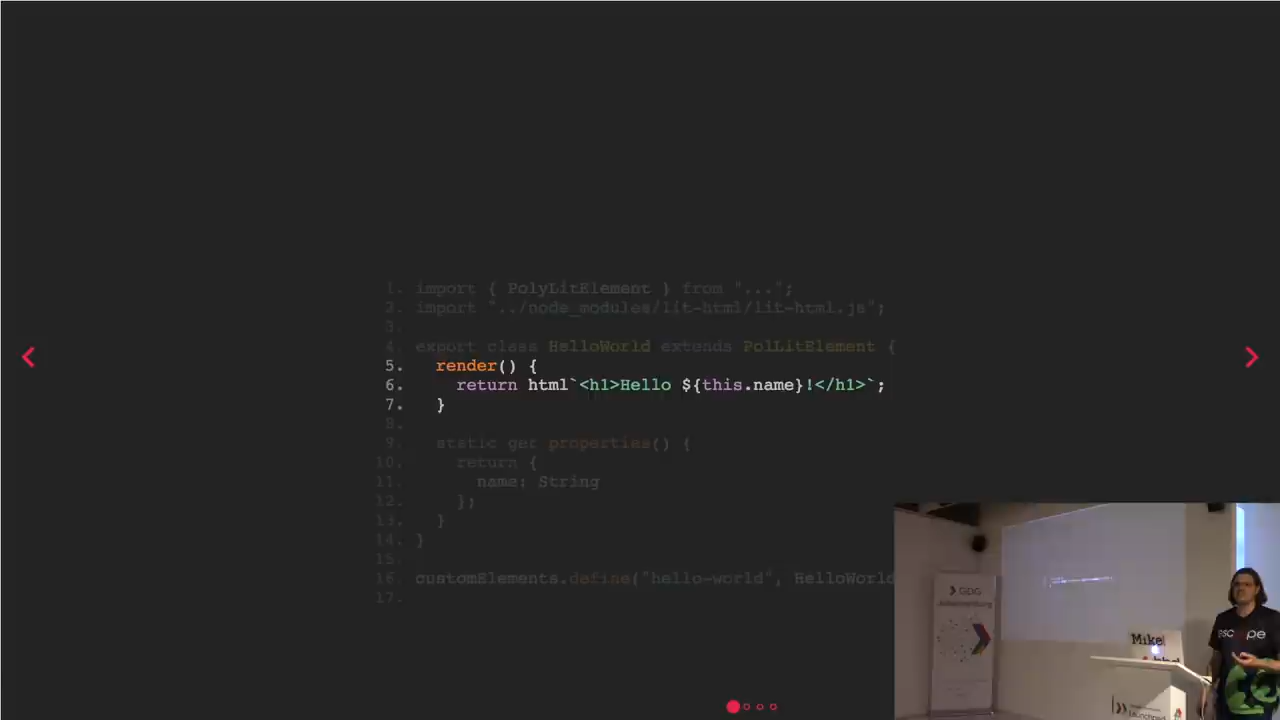 1. import { PolyLitElement } from "...";
2. import "../node_modules/lit-html/lit-html.js";
3.
4. export class HelloWorld extends PolLitElement {
5. render() {
6. return html`<h1>Hello ${this.name}!</h1>`;
7. }
8.
9. static get properties() {
10. return {
11. name: String
12. };
13. }
14. }
15.
16. customElements.define("hello-world", HelloWorld
17.
GDG
Mike